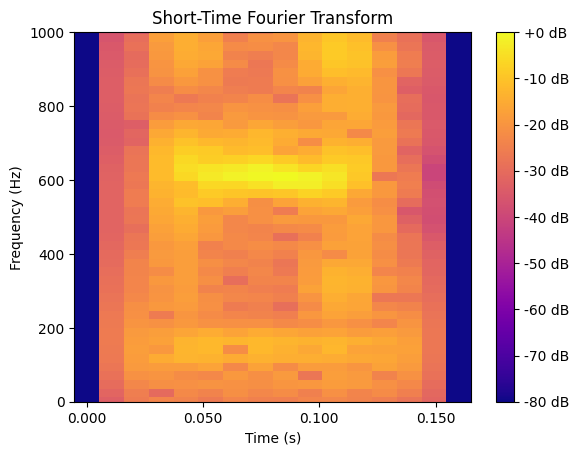 Short-Time Fourier Transform
1000
800
600
400
200
0
Frequency (Hz)
0.000
0.050
0.100
0.150
Time (s)
+0 dB
-10 dB
-20 dB
-30 dB
-40 dB
-50 dB
-60 dB
-70 dB
-80 dB